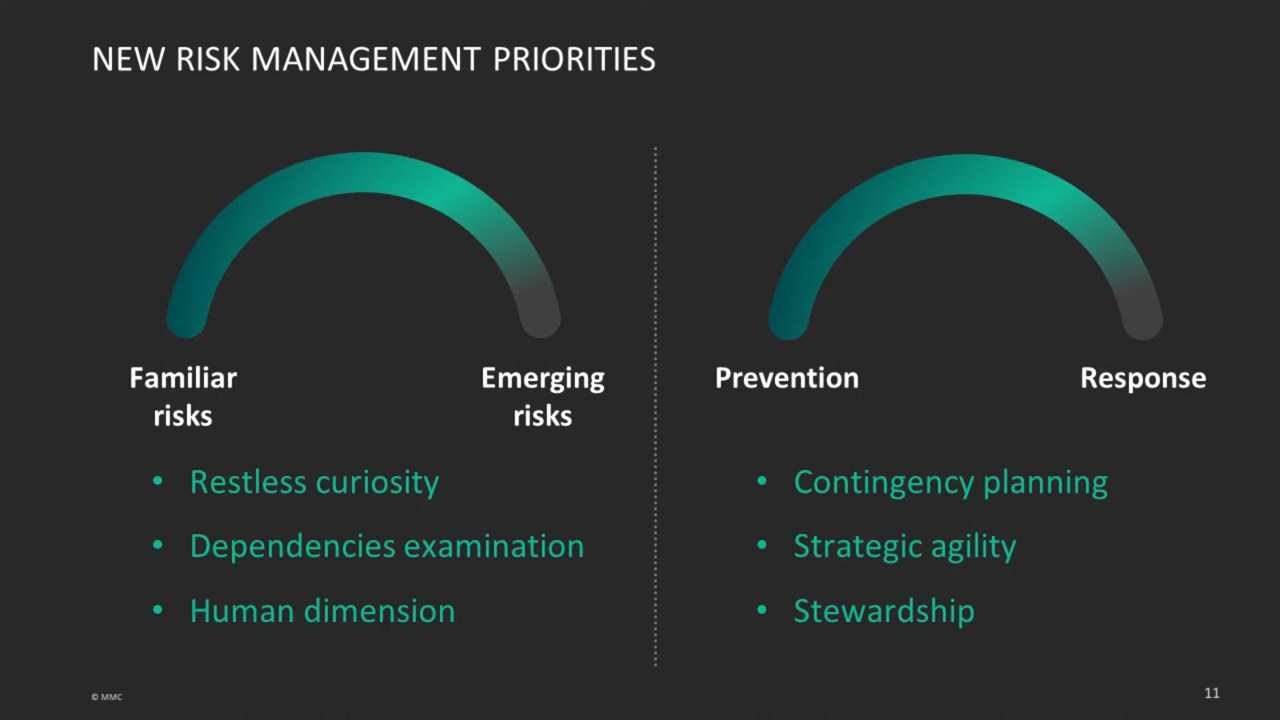 NEW RISK MANAGEMENT PRIORITIES
Familiar
risks
Emerging
risks
• Restless curiosity
• Dependencies examination
• Human dimension
Prevention
Response
• Contingency planning
• Strategic agility
• Stewardship
© MMC
11